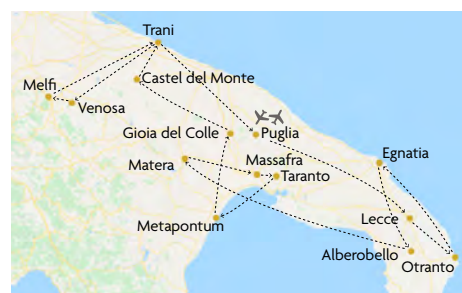 Trani
Melfi
Castel del Monte
Venosa
Gioia del Colle
Puglia
Egnatia
Matera
Massafra
Taranto
Metapontum
Lecce
Alberobello
Otranto